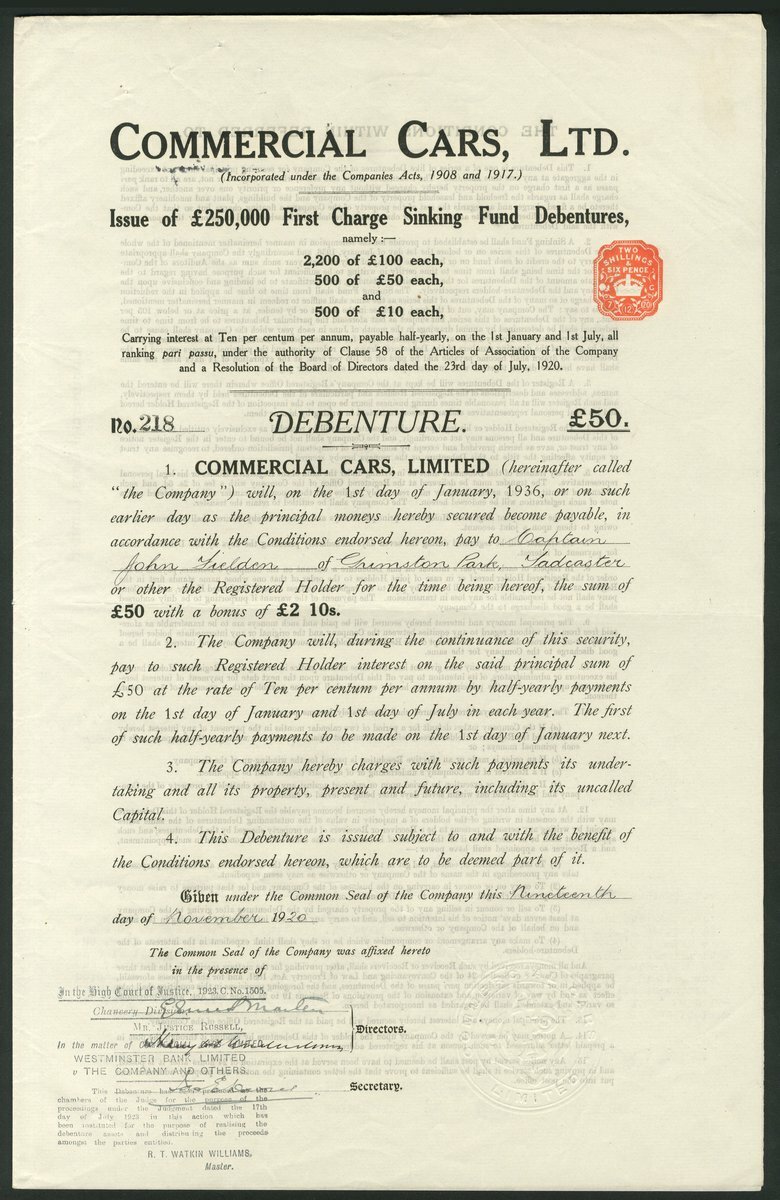 COMMERCIAL CARS, LTD.
(Incorporated under the Companies Acts, 1908 and 1917.)
Issue of £250,000 First Charge Sinking Fund Debentures,
namely :—
2,200 of £100 each,
500 of £50 each,
and
500 of £10 each,
TWO
SHILLINGS
&
SIX PENCE
Carrying interest at Ten per centum per annum, payable half-yearly, on the 1st January and 1st July, all
ranking pari passu, under the authority of Clause 58 of the Articles of Association of the Company
and a Resolution of the Board of Directors dated the 23rd day of July, 1920.
No. 218 DEBENTURE. £50.
1. COMMERCIAL CARS, LIMITED (hereinafter called
"the Company") will, on the 1st day of January, 1936, or on such
earlier day as the principal moneys hereby secured become payable, in
accordance with the Conditions endorsed hereon, pay to Captain
John Fielden of Grimston Park, Tadcaster
or other the Registered Holder for the time being hereof, the sum of
£50 with a bonus of £2 10s.
2. The Company will, during the continuance of this security,
pay to such Registered Holder interest on the said principal sum of
£50 at the rate of Ten per centum per annum by half-yearly payments
on the 1st day of January and 1st day of July in each year. The first
of such half-yearly payments to be made on the 1st day of January next.
3. The Company hereby charges with such payments its under-
taking and all its property, present and future, including its uncalled
Capital.
4. This Debenture is issued subject to and with the benefit of
the Conditions endorsed hereon, which are to be deemed part of it.
Given under the Common Seal of the Company this Nineteenth
day of November 1920
The Common Seal of the Company was affixed hereto
in the presence of
In the High Court of Justice, 1923. C. No. 1505.
Chancery
MR. JUSTICE RUSSELL,
Directors.
In the matter of
WESTMINSTER BANK LIMITED
v THE COMPANY AND OTHERS.
Secretary.
This Debenture has
chambers of the Judge for the purpose of the
proceedings under the Judgment dated the 17th
day of July 1923 in this action which has
been instituted for the purpose of realising the
debenture assets and distributing the proceeds
amongst the parties entitled.
R. T. WATKIN WILLIAMS,
Master.